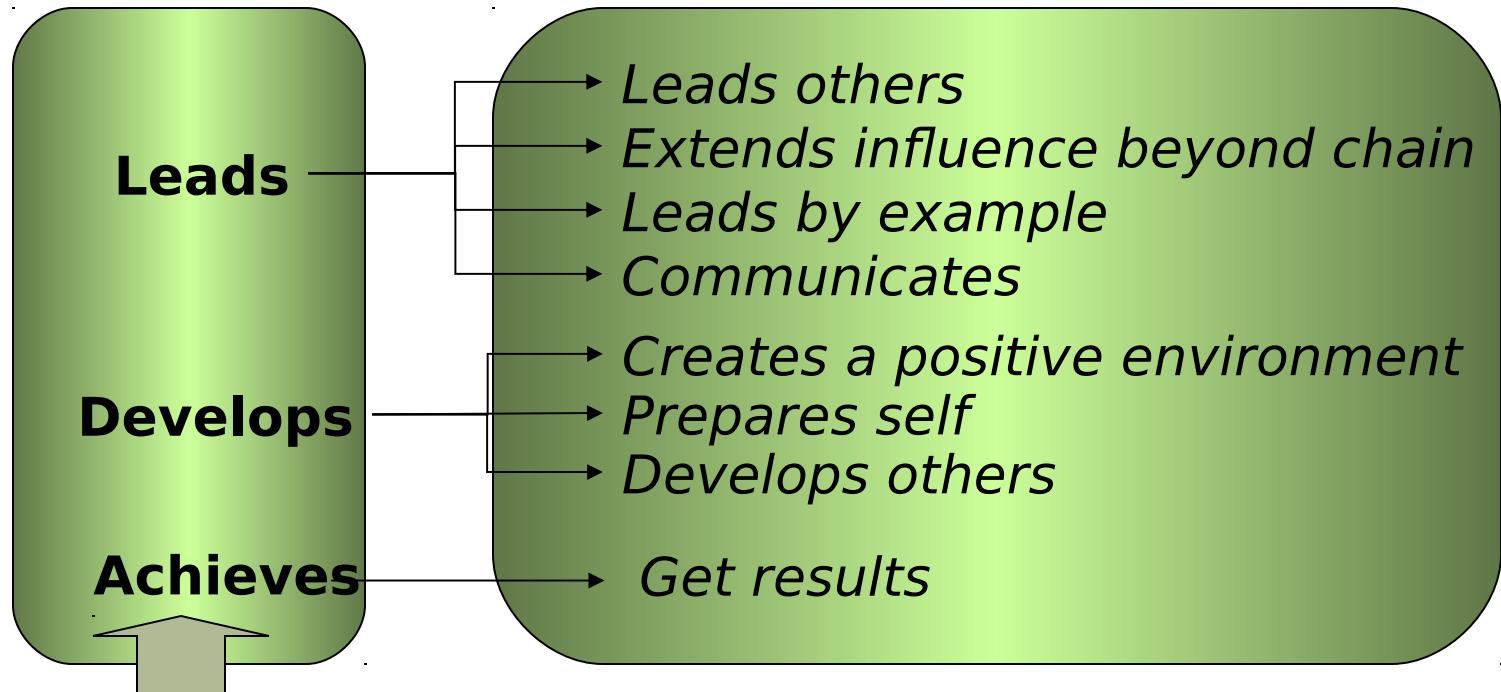 Leads
Leads others
Extends influence beyond chain
Leads by example
Communicates
Develops
Creates a positive environment
Prepares self
Develops others
Achieves
Get results